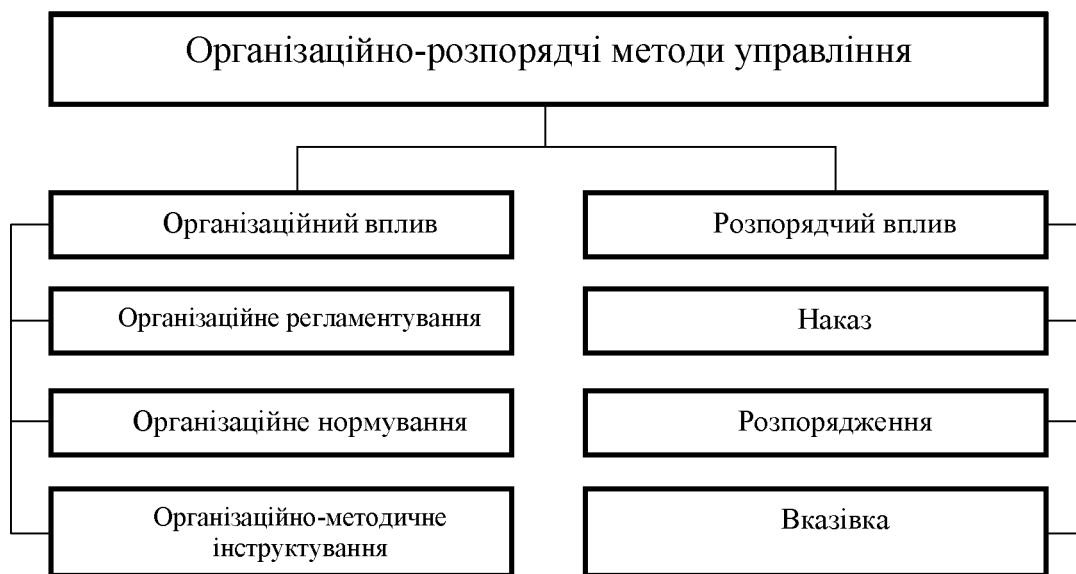 Організаційно-розпорядчі методи управління
Організаційний вплив
Розпорядчий вплив
Організаційне регламентування
Наказ
Організаційне нормування
Розпорядження
Організаційно-методичне
інструктування
Вказівка